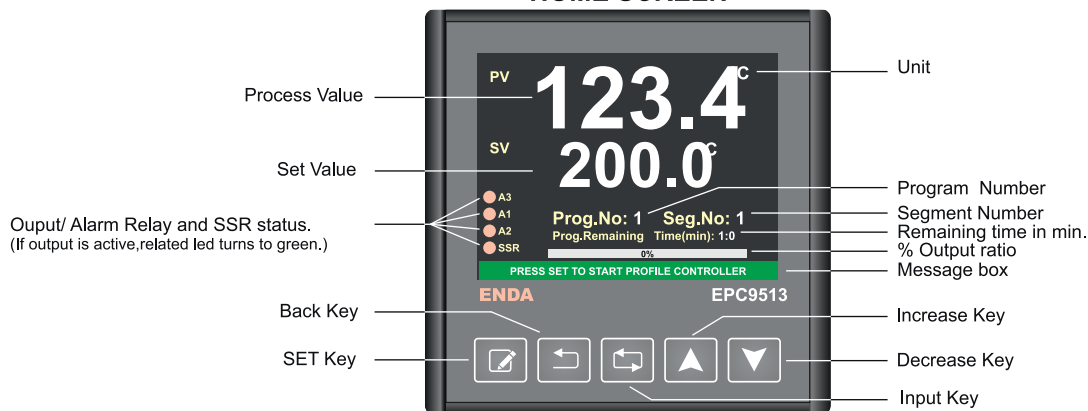 PV
123.4
C
SV
200.0
C
A3
A1
A2
SSR
Prog.No: 1 Seg.No: 1
Prog.Remaining Time(min): 1:0
0%
PRESS SET TO START PROFILE CONTROLLER
ENDA
EPC9513
Process Value
Set Value
Ouput/ Alarm Relay and SSR status.
(If output is active,related led turns to green.)
Back Key
SET Key
Unit
Program Number
Segment Number
Remaining time in min.
% Output ratio
Message box
Increase Key
Decrease Key
Input Key